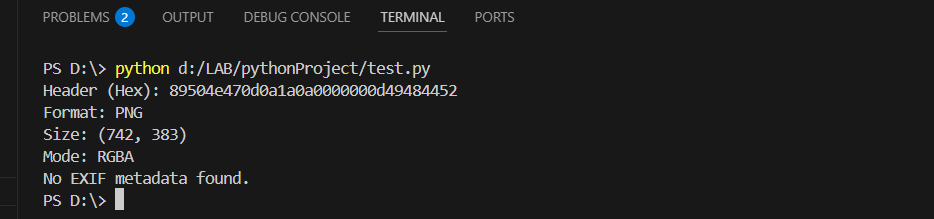 PROBLEMS 2 OUTPUT DEBUG CONSOLE TERMINAL PORTS
PS D:\> python d:/LAB/pythonProject/test.py
Header (Hex): 89504e470d0a1a0a0000000d49484452
Format: PNG
Size: (742, 383)
Mode: RGBA
No EXIF metadata found.
PS D:\>